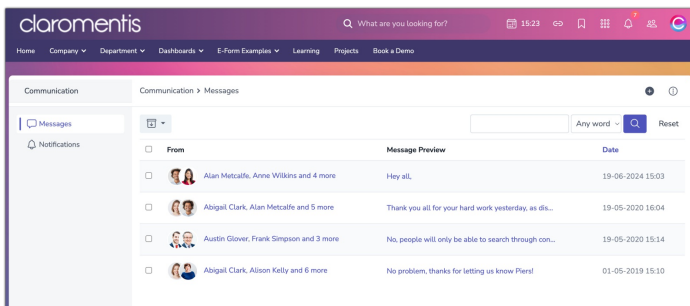 claromentis
What are you looking for?
15:23
7
Home Company Department Dashboards E-Form Examples Learning Projects Book a Demo
Communication
Communication > Messages
Messages
Notifications
Any word
Reset
From Message Preview Date
Alan Metcalfe, Anne Wilkins and 4 more Hey all, 19-06-2024 15:03
Abigail Clark, Alan Metcalfe and 5 more Thank you all for your hard work yesterday, as dis... 19-05-2020 16:04
Austin Glover, Frank Simpson and 3 more No, people will only be able to search through con... 19-05-2020 15:14
Abigail Clark, Alison Kelly and 6 more No problem, thanks for letting us know Piers! 01-05-2019 15:10